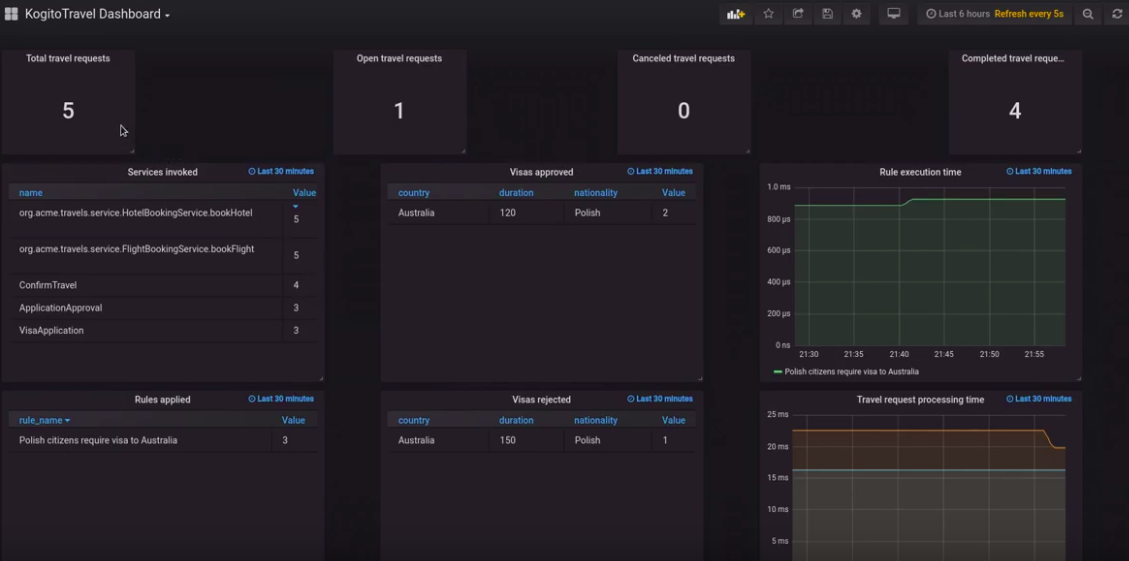 KogitoTravel Dashboard
Last 6 hours Refresh every 5s
Total travel requests
5
Open travel requests
1
Canceled travel requests
0
Completed travel reque...
4
Services invoked
Last 30 minutes
name Value
org.acme.travels.service.HotelBookingService.bookHotel 5
org.acme.travels.service.FlightBookingService.bookFlight 5
ConfirmTravel 4
ApplicationApproval 3
VisaApplication 3
Visas approved
Last 30 minutes
country duration nationality Value
Australia 120 Polish 2
Rule execution time
Last 30 minutes
1.0 ms
800 µs
600 µs
400 µs
200 µs
0 ns
21:30 21:35 21:40 21:45 21:50 21:55
Polish citizens require visa to Australia
Rules applied
Last 30 minutes
rule_name Value
Polish citizens require visa to Australia 3
Visas rejected
Last 30 minutes
country duration nationality Value
Australia 150 Polish 1
Travel request processing time
Last 30 minutes
25 ms
20 ms
15 ms
10 ms
5 ms